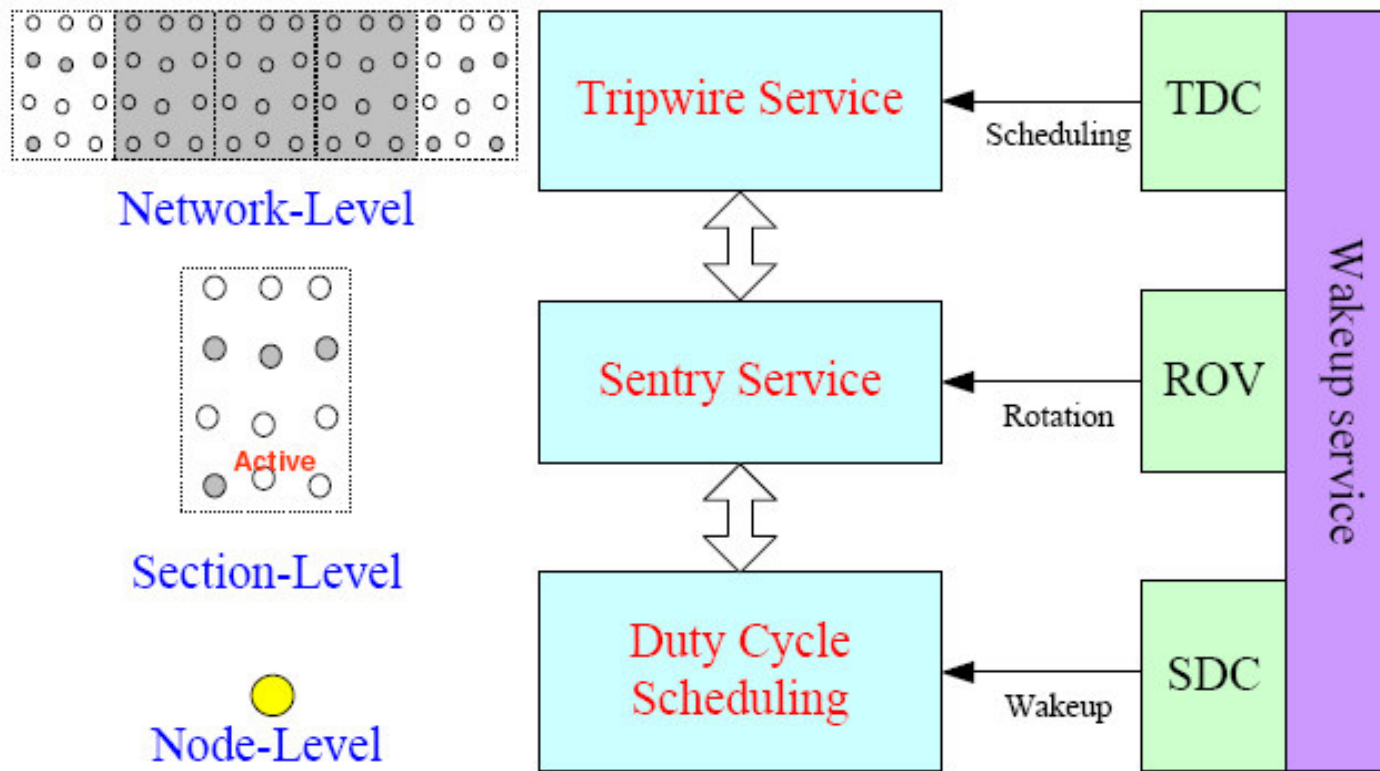 Tripwire Service
Scheduling
TDC
Network-Level
Wakeup service
Sentry Service
Rotation
ROV
Active
Section-Level
Duty Cycle
Scheduling
Wakeup
SDC
Node-Level